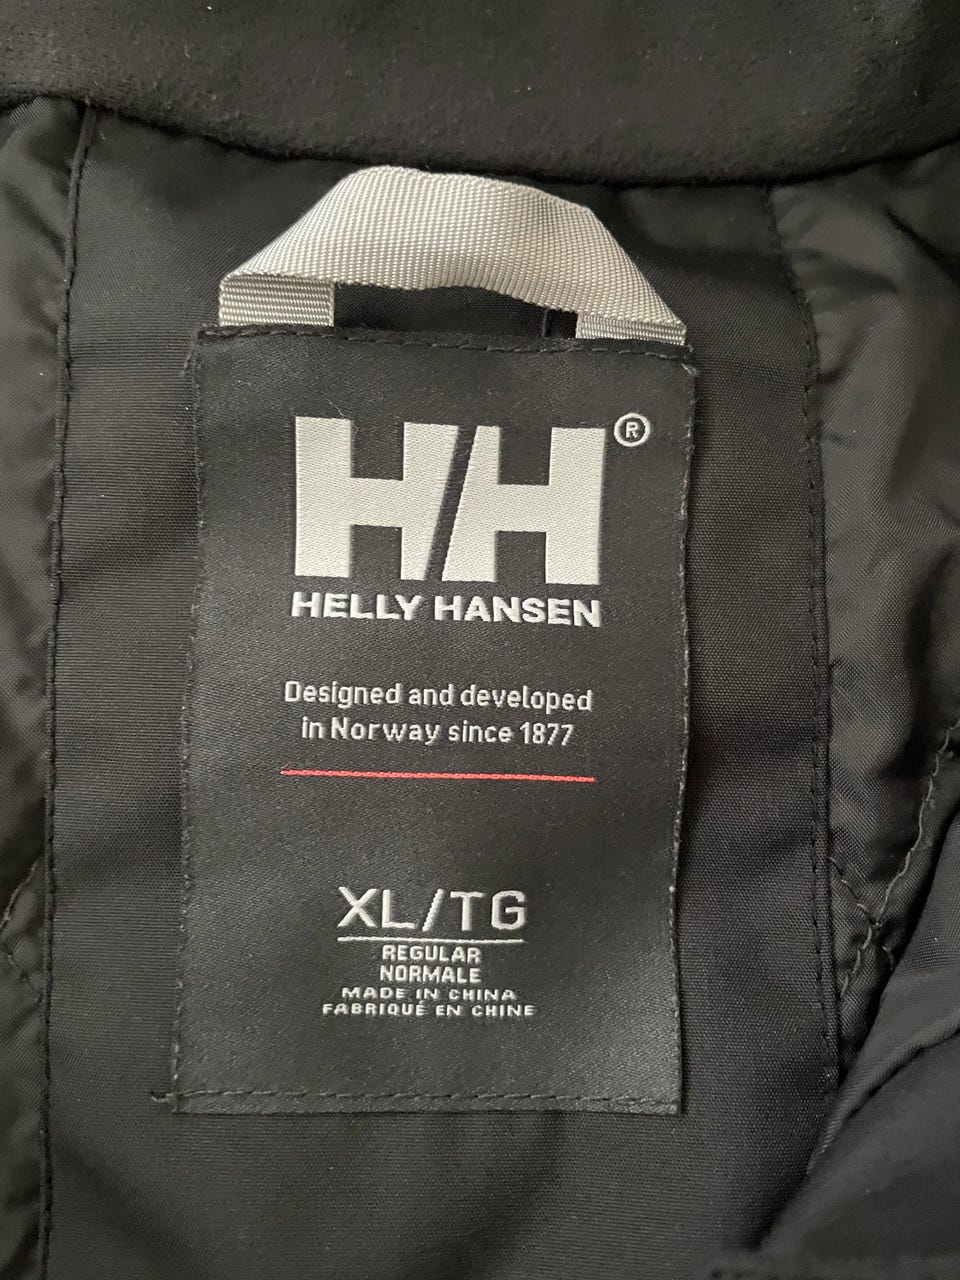 HH®
HELLY HANSEN
Designed and developed
in Norway since 1877
XL/TG
REGULAR
NORMALE
MADE IN CHINA
FABRIQUÉ EN CHINE